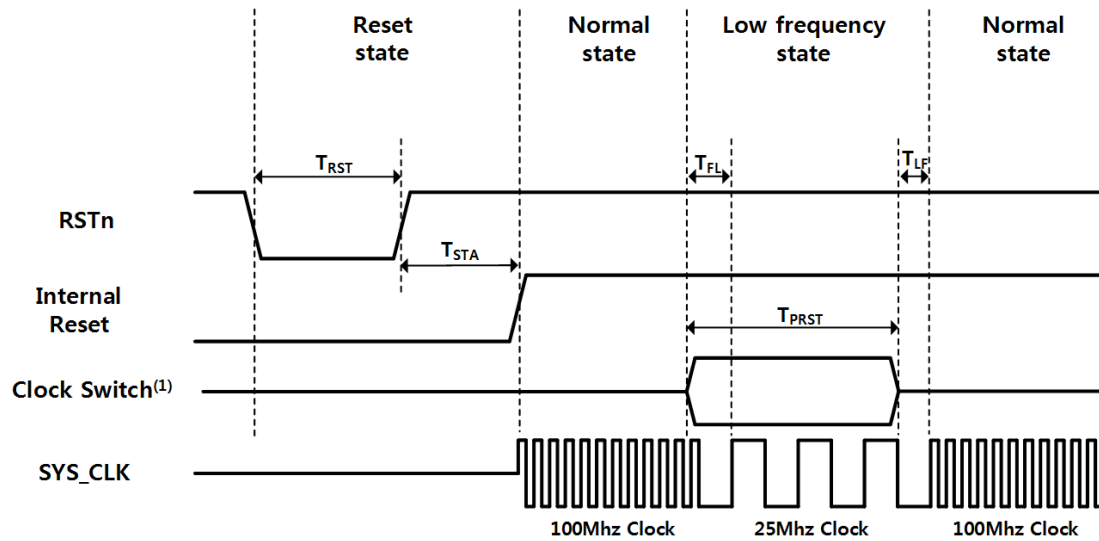 Reset
state
Normal
state
Low frequency
state
Normal
state
TRST
TFL
TLF
RSTn
TSTA
Internal
Reset
TPRST
Clock Switch(1)
SYS_CLK
100Mhz Clock
25Mhz Clock
100Mhz Clock